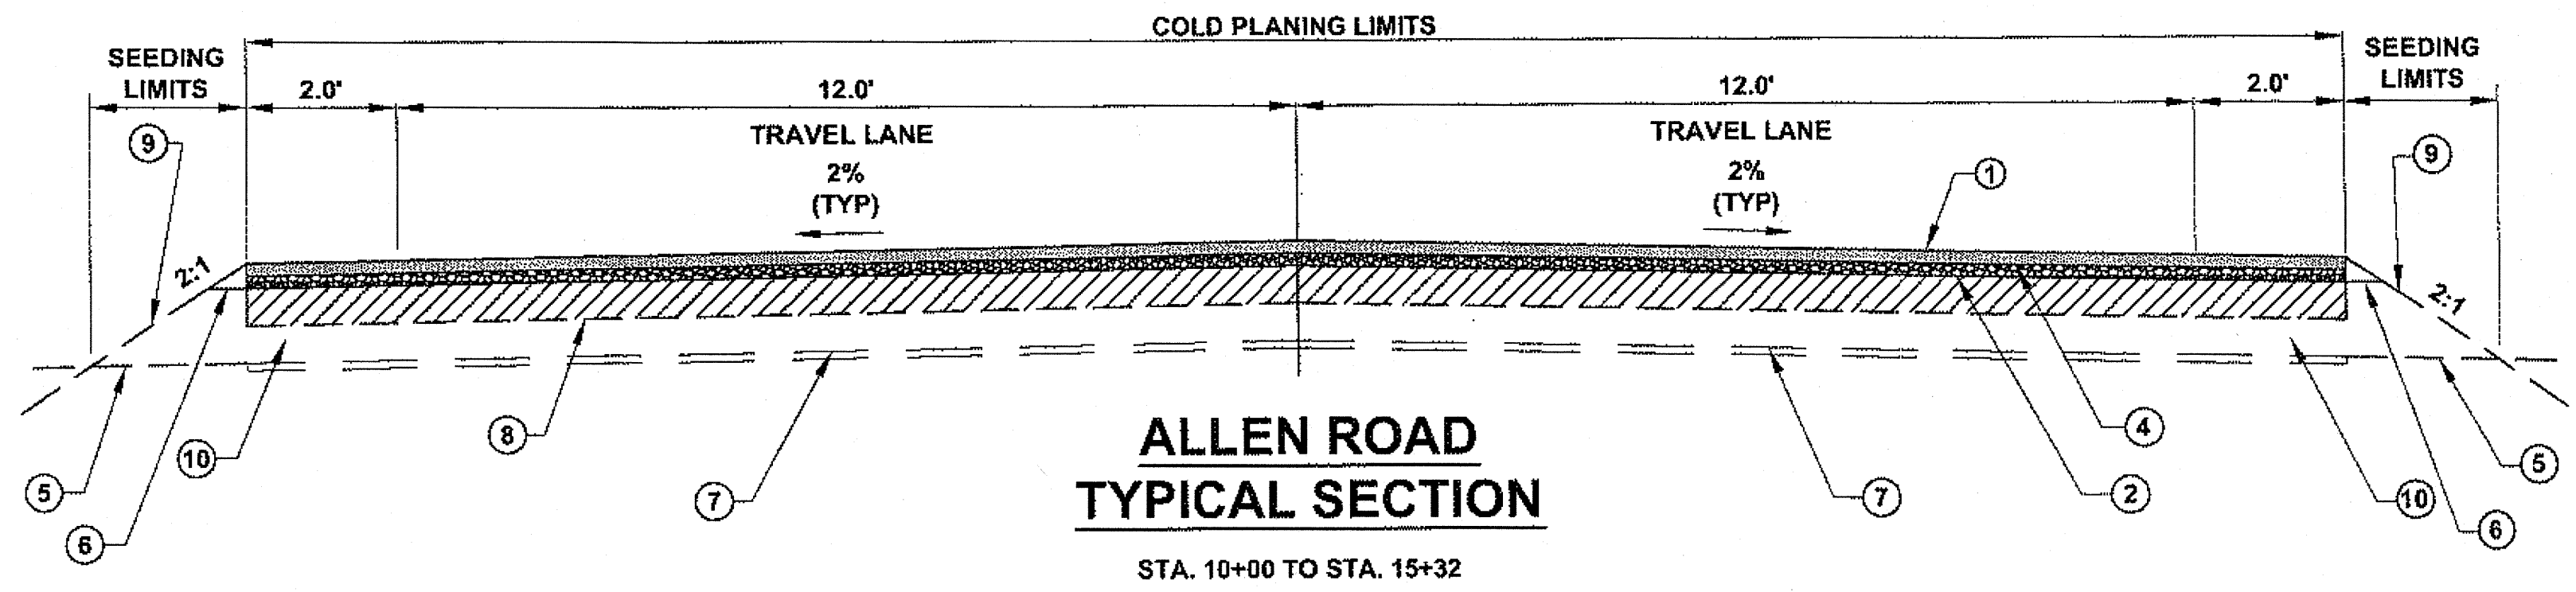 COLD PLANING LIMITS
SEEDING
LIMITS
SEEDING
LIMITS
2.0'
12.0'
12.0'
2.0'
TRAVEL LANE
2%
(TYP)
TRAVEL LANE
2%
(TYP)
9
1
9
2:1
2:1
5
6
10
8
7
7
2
4
10
6
5
ALLEN ROAD
TYPICAL SECTION
STA. 10+00 TO STA. 15+32